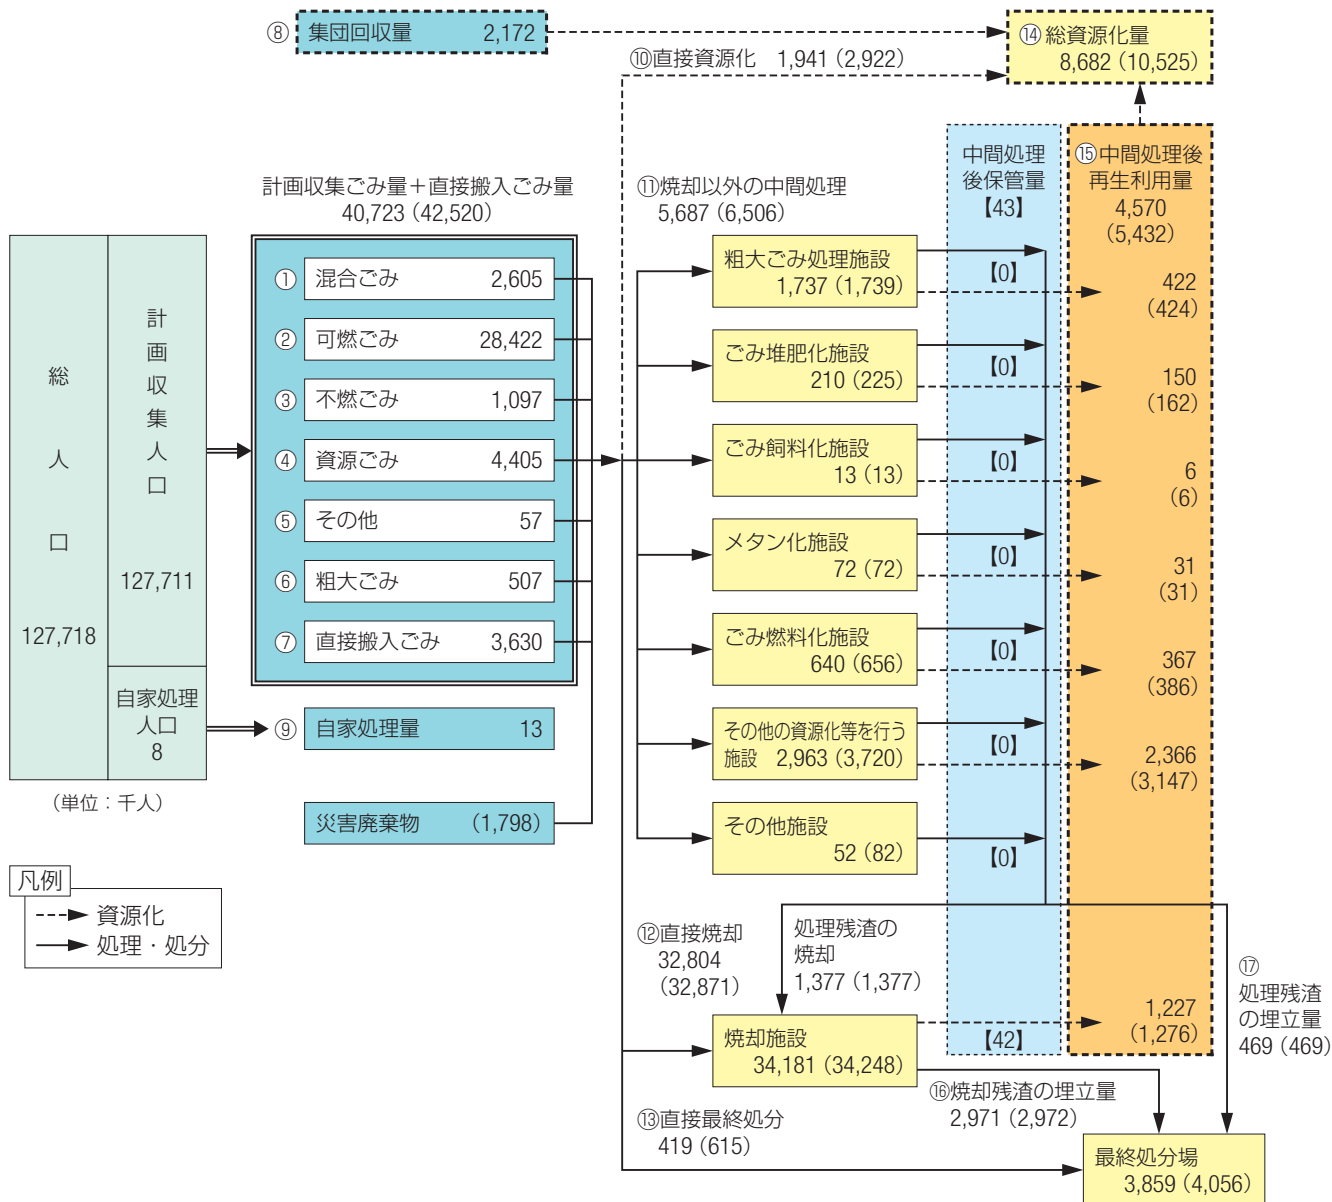 ⑧ 集団回収量 2,172
⑭ 総資源化量
8,682 (10,525)
⑩直接資源化 1,941 (2,922)
計画収集ごみ量＋直接搬入ごみ量
40,723 (42,520)
① 混合ごみ 2,605
② 可燃ごみ 28,422
③ 不燃ごみ 1,097
④ 資源ごみ 4,405
⑤ その他 57
⑥ 粗大ごみ 507
⑦ 直接搬入ごみ 3,630
⑨ 自家処理量 13
災害廃棄物 (1,798)
総人口
127,718
計画収集人口
127,711
自家処理
人口
8
（単位：千人）
凡例
資源化
処理・処分
⑪焼却以外の中間処理
5,687 (6,506)
粗大ごみ処理施設
1,737 (1,739)
ごみ堆肥化施設
210 (225)
ごみ飼料化施設
13 (13)
メタン化施設
72 (72)
ごみ燃料化施設
640 (656)
その他の資源化等を行う
施設 2,963 (3,720)
その他施設
52 (82)
中間処理
後保管量
【43】
【0】
【0】
【0】
【0】
【0】
【0】
【0】
【42】
⑮中間処理後
再生利用量
4,570
(5,432)
422
(424)
150
(162)
6
(6)
31
(31)
367
(386)
2,366
(3,147)
1,227
(1,276)
⑫直接焼却
32,804
(32,871)
処理残渣の
焼却
1,377 (1,377)
焼却施設
34,181 (34,248)
⑰
処理残渣
の埋立量
469 (469)
⑯焼却残渣の埋立量
2,971 (2,972)
⑬直接最終処分
419 (615)
最終処分場
3,859 (4,056)